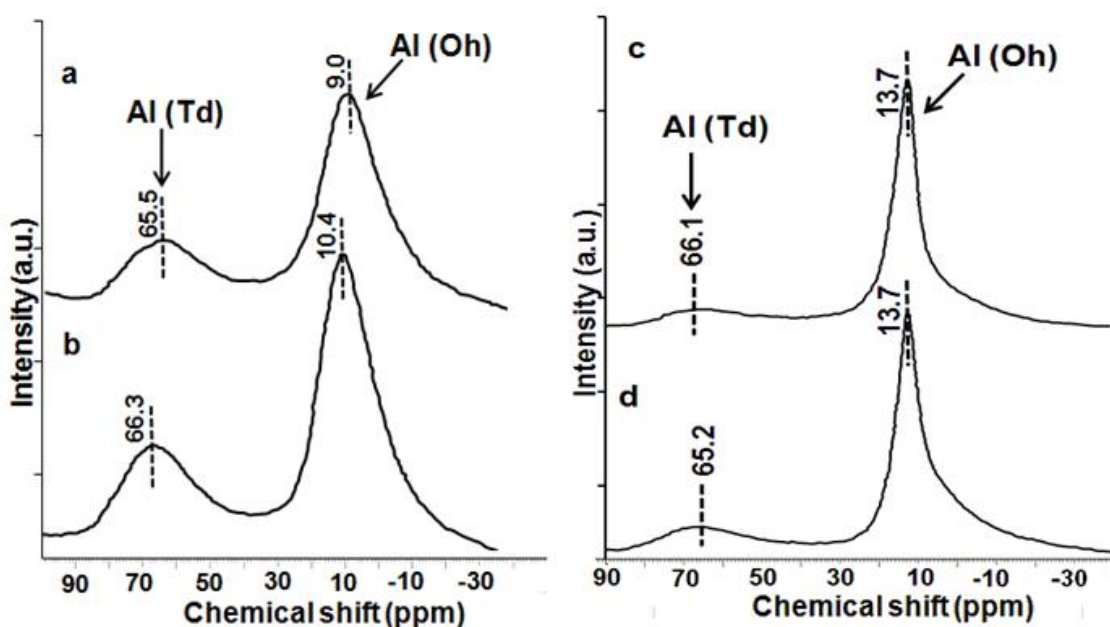 a
Al (Td)
65.5
9.0
Al (Oh)
b
66.3
10.4
Intensity (a.u.)
90 70 50 30 10 -10 -30
Chemical shift (ppm)
c
Al (Td)
66.1
13.7
Al (Oh)
d
65.2
13.7
Intensity (a.u.)
90 70 50 30 10 -10 -30
Chemical shift (ppm)